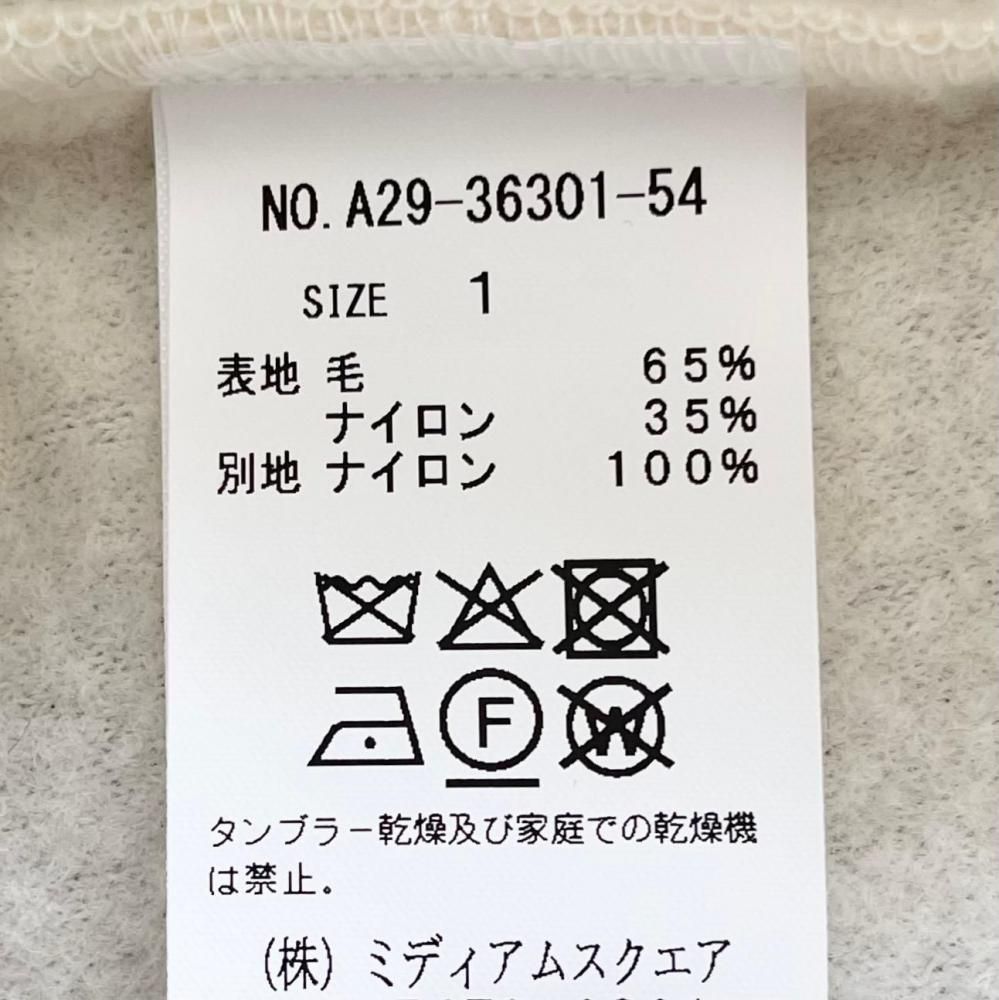 NO. A29-36301-54
SIZE 1
表地 毛 65%
ナイロン 35%
別地 ナイロン 100%
F
W
タンブラー乾燥及び家庭での乾燥機
は禁止。
(株) ミディアムスクエア